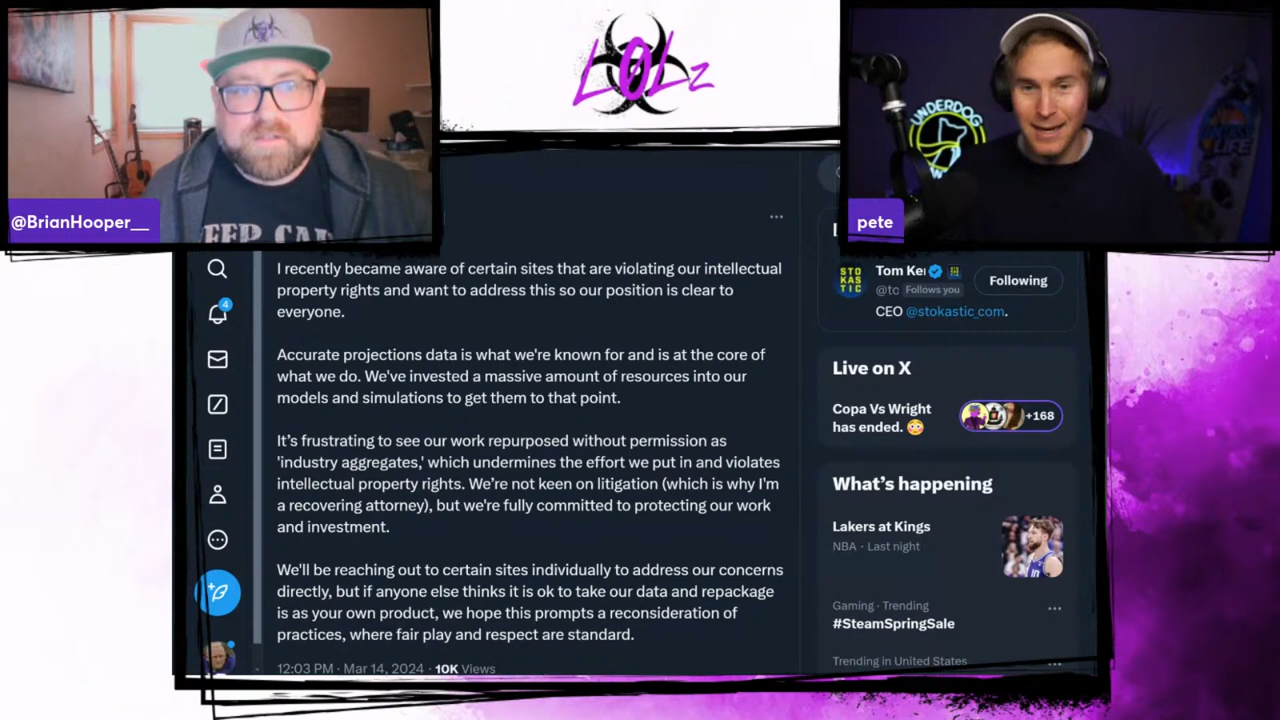 LOLz
UNDERDOG
@BrianHooper__
pete
I recently became aware of certain sites that are violating our intellectual
property rights and want to address this so our position is clear to
everyone.
Accurate projections data is what we're known for and is at the core of
what we do. We've invested a massive amount of resources into our
models and simulations to get them to that point.
It's frustrating to see our work repurposed without permission as
'industry aggregates,' which undermines the effort we put in and violates
intellectual property rights. We're not keen on litigation (which is why I'm
a recovering attorney), but we're fully committed to protecting our work
and investment.
We'll be reaching out to certain sites individually to address our concerns
directly, but if anyone else thinks it is ok to take our data and repackage
is as your own product, we hope this prompts a reconsideration of
practices, where fair play and respect are standard.
12:03 PM · Mar 14, 2024 · 10K Views
4
STO
KAS
TIC
Tom
@tc Follows you
Following
CEO @stokastic_com.
Live on X
Copa Vs Wright
has ended.
+168
What's happening
Lakers at Kings
NBA · Last night
Gaming · Trending
#SteamSpringSale
Trending in United States